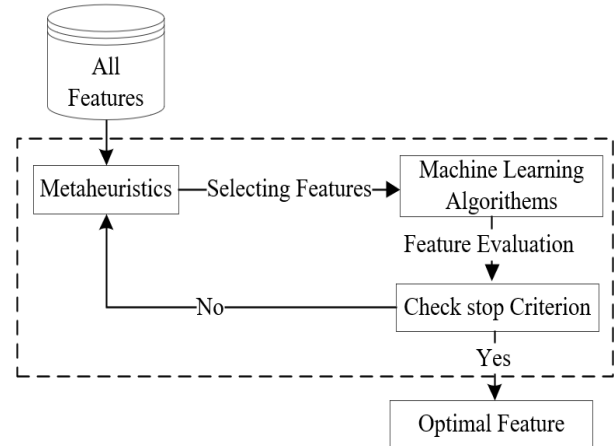 All
Features
Metaheuristics
Selecting Features
Machine Learning
Algorithems
Feature Evaluation
No
Check stop Criterion
Yes
Optimal Feature